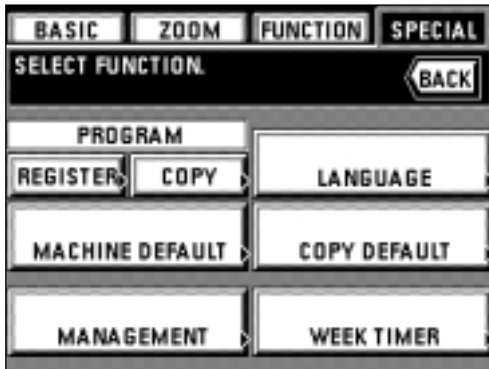 BASIC ZOOM FUNCTION SPECIAL
SELECT FUNCTION.
BACK
PROGRAM
REGISTER COPY LANGUAGE
MACHINE DEFAULT COPY DEFAULT
MANAGEMENT WEEK TIMER